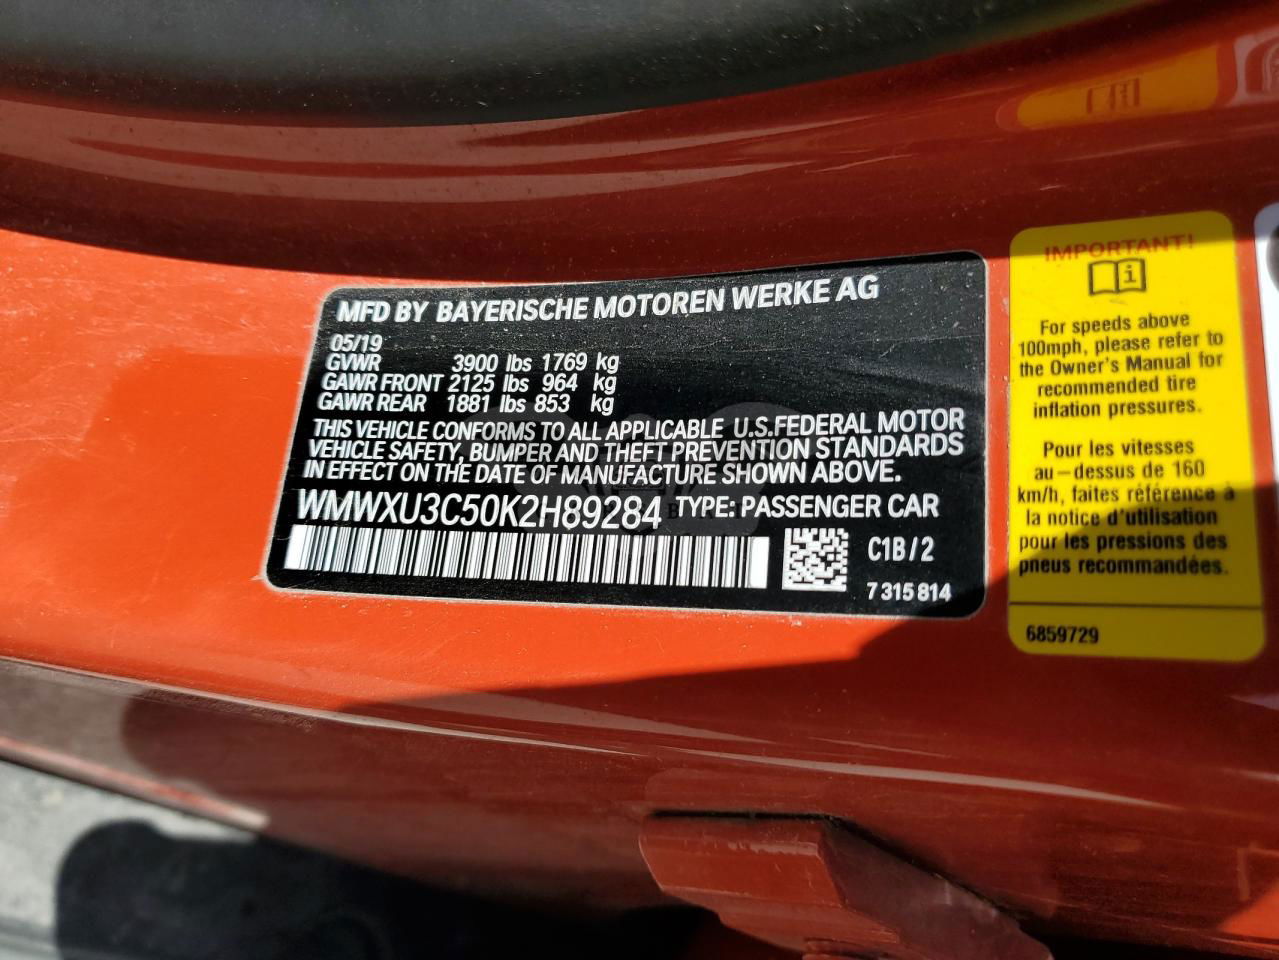 MFD BY BAYERISCHE MOTOREN WERKE AG
05/19
GVWR 3900 lbs 1769 kg
GAWR FRONT 2125 lbs 964 kg
GAWR REAR 1881 lbs 853 kg
THIS VEHICLE CONFORMS TO ALL APPLICABLE U.S.FEDERAL MOTOR
VEHICLE SAFETY, BUMPER AND THEFT PREVENTION STANDARDS
IN EFFECT ON THE DATE OF MANUFACTURE SHOWN ABOVE.
WMWXU3C50K2H89284 TYPE: PASSENGER CAR
C1B/2
7 315 814
IMPORTANT!
For speeds above
100mph, please refer to
the Owner's Manual for
recommended tire
inflation pressures.
Pour les vitesses
au-dessus de 160
km/h, faites référence à
la notice d'utilisation
pour les pressions des
pneus recommandées.
6859729